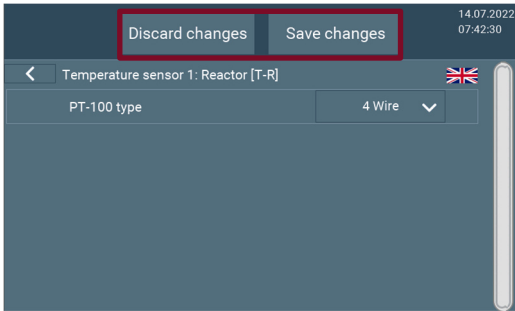 14.07.2022
Discard changes Save changes 07:42:30
Temperature sensor 1: Reactor [T-R]
PT-100 type 4 Wire